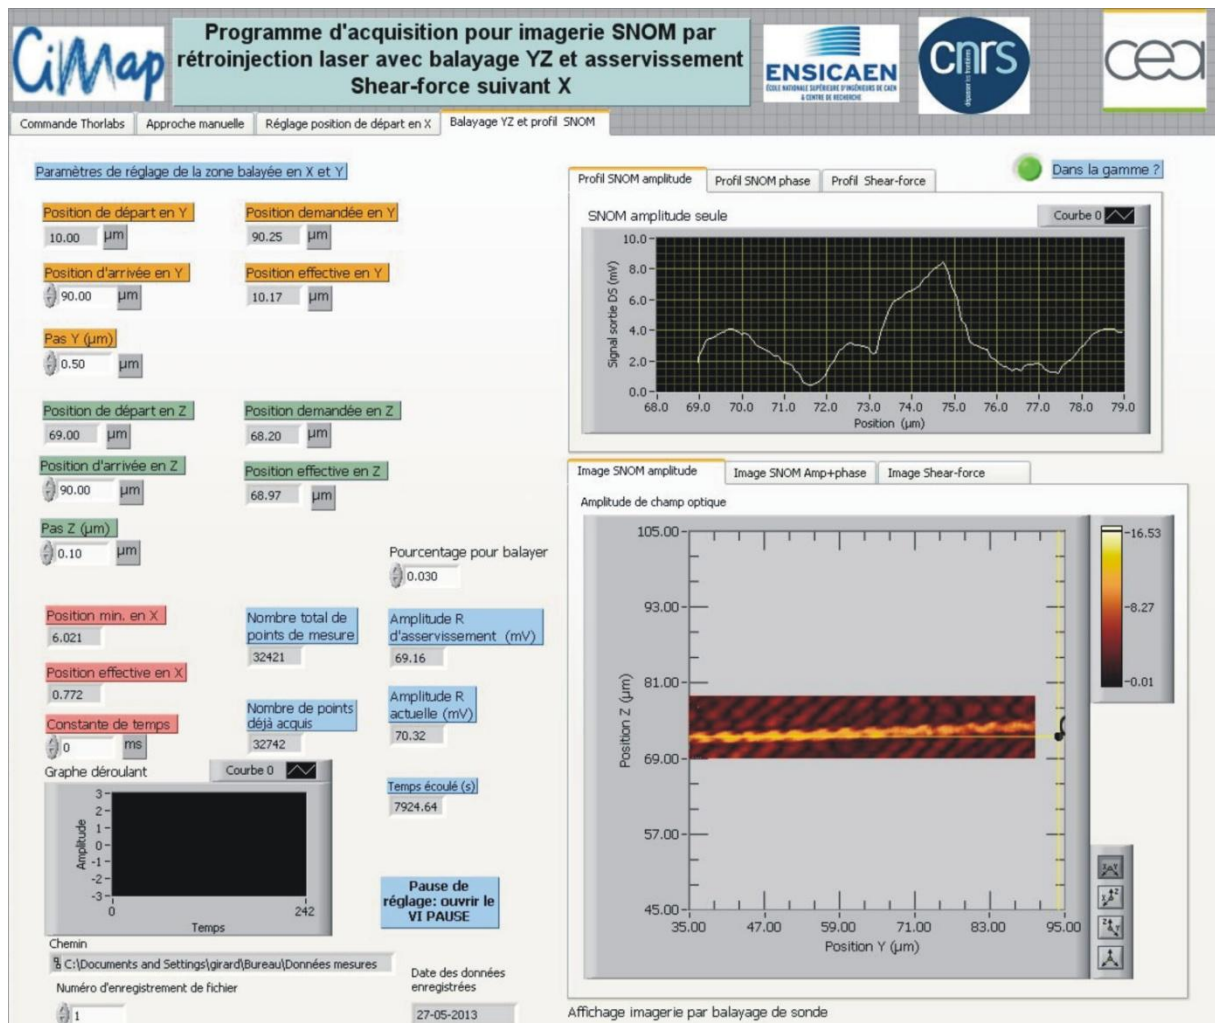 CiMap
Programme d'acquisition pour imagerie SNOM par
rétroinjection laser avec balayage YZ et asservissement
Shear-force suivant X
ENSICAEN
ÉCOLE NATIONALE SUPÉRIEURE D'INGÉNIEURS DE CAEN
& CENTRE DE RECHERCHE
cnrs
dépasser les frontières
cea
Commande Thorlabs
Approche manuelle
Réglage position de départ en X
Balayage YZ et profil SNOM
Paramètres de réglage de la zone balayée en X et Y
Position de départ en Y
10.00 µm
Position demandée en Y
90.25 µm
Position d'arrivée en Y
90.00 µm
Position effective en Y
10.17 µm
Pas Y (µm)
0.50 µm
Position de départ en Z
69.00 µm
Position demandée en Z
68.20 µm
Position d'arrivée en Z
90.00 µm
Position effective en Z
68.97 µm
Pas Z (µm)
0.10 µm
Pourcentage pour balayer
0.030
Position min. en X
6.021
Nombre total de
points de mesure
32421
Amplitude R
d'asservissement (mV)
69.16
Position effective en X
0.772
Nombre de points
déjà acquis
32742
Amplitude R
actuelle (mV)
70.32
Constante de temps
0 ms
Temps écoulé (s)
7924.64
Graphe déroulant
Courbe 0
Amplitude
3
2
1
0
-1
-2
-3
0 242
Temps
Pause de
réglage: ouvrir le
VI PAUSE
Chemin
C:\Documents and Settings\girard\Bureau\Données mesures
Numéro d'enregistrement de fichier
1
Date des données
enregistrées
27-05-2013
Dans la gamme ?
Profil SNOM amplitude
Profil SNOM phase
Profil Shear-force
SNOM amplitude seule
Courbe 0
Signal sortie DS (mV)
10.0
8.0
6.0
4.0
2.0
0.0
68.0 69.0 70.0 71.0 72.0 73.0 74.0 75.0 76.0 77.0 78.0 79.0
Position (µm)
Image SNOM amplitude
Image SNOM Amp+phase
Image Shear-force
Amplitude de champ optique
Position Z (µm)
105.00
93.00
81.00
69.00
57.00
45.00
35.00 47.00 59.00 71.00 83.00 95.00
Position Y (µm)
16.53
8.27
0.01
Affichage imagerie par balayage de sonde